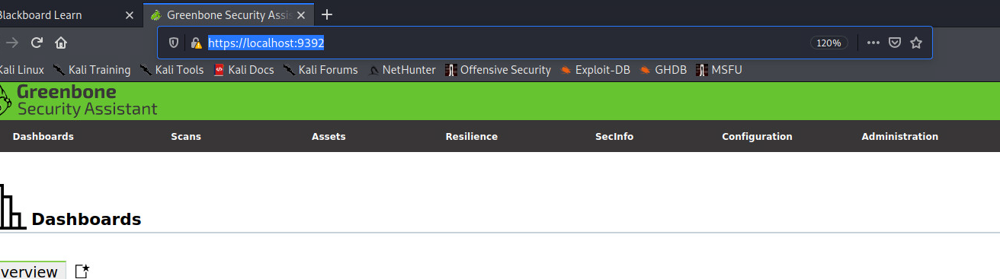 Blackboard Learn Greenbone Security Assis
https://localhost:9392 120%
Kali Linux Kali Training Kali Tools Kali Docs Kali Forums NetHunter Offensive Security Exploit-DB GHDB MSFU
Greenbone
Security Assistant
Dashboards Scans Assets Resilience SecInfo Configuration Administration
Dashboards
verview